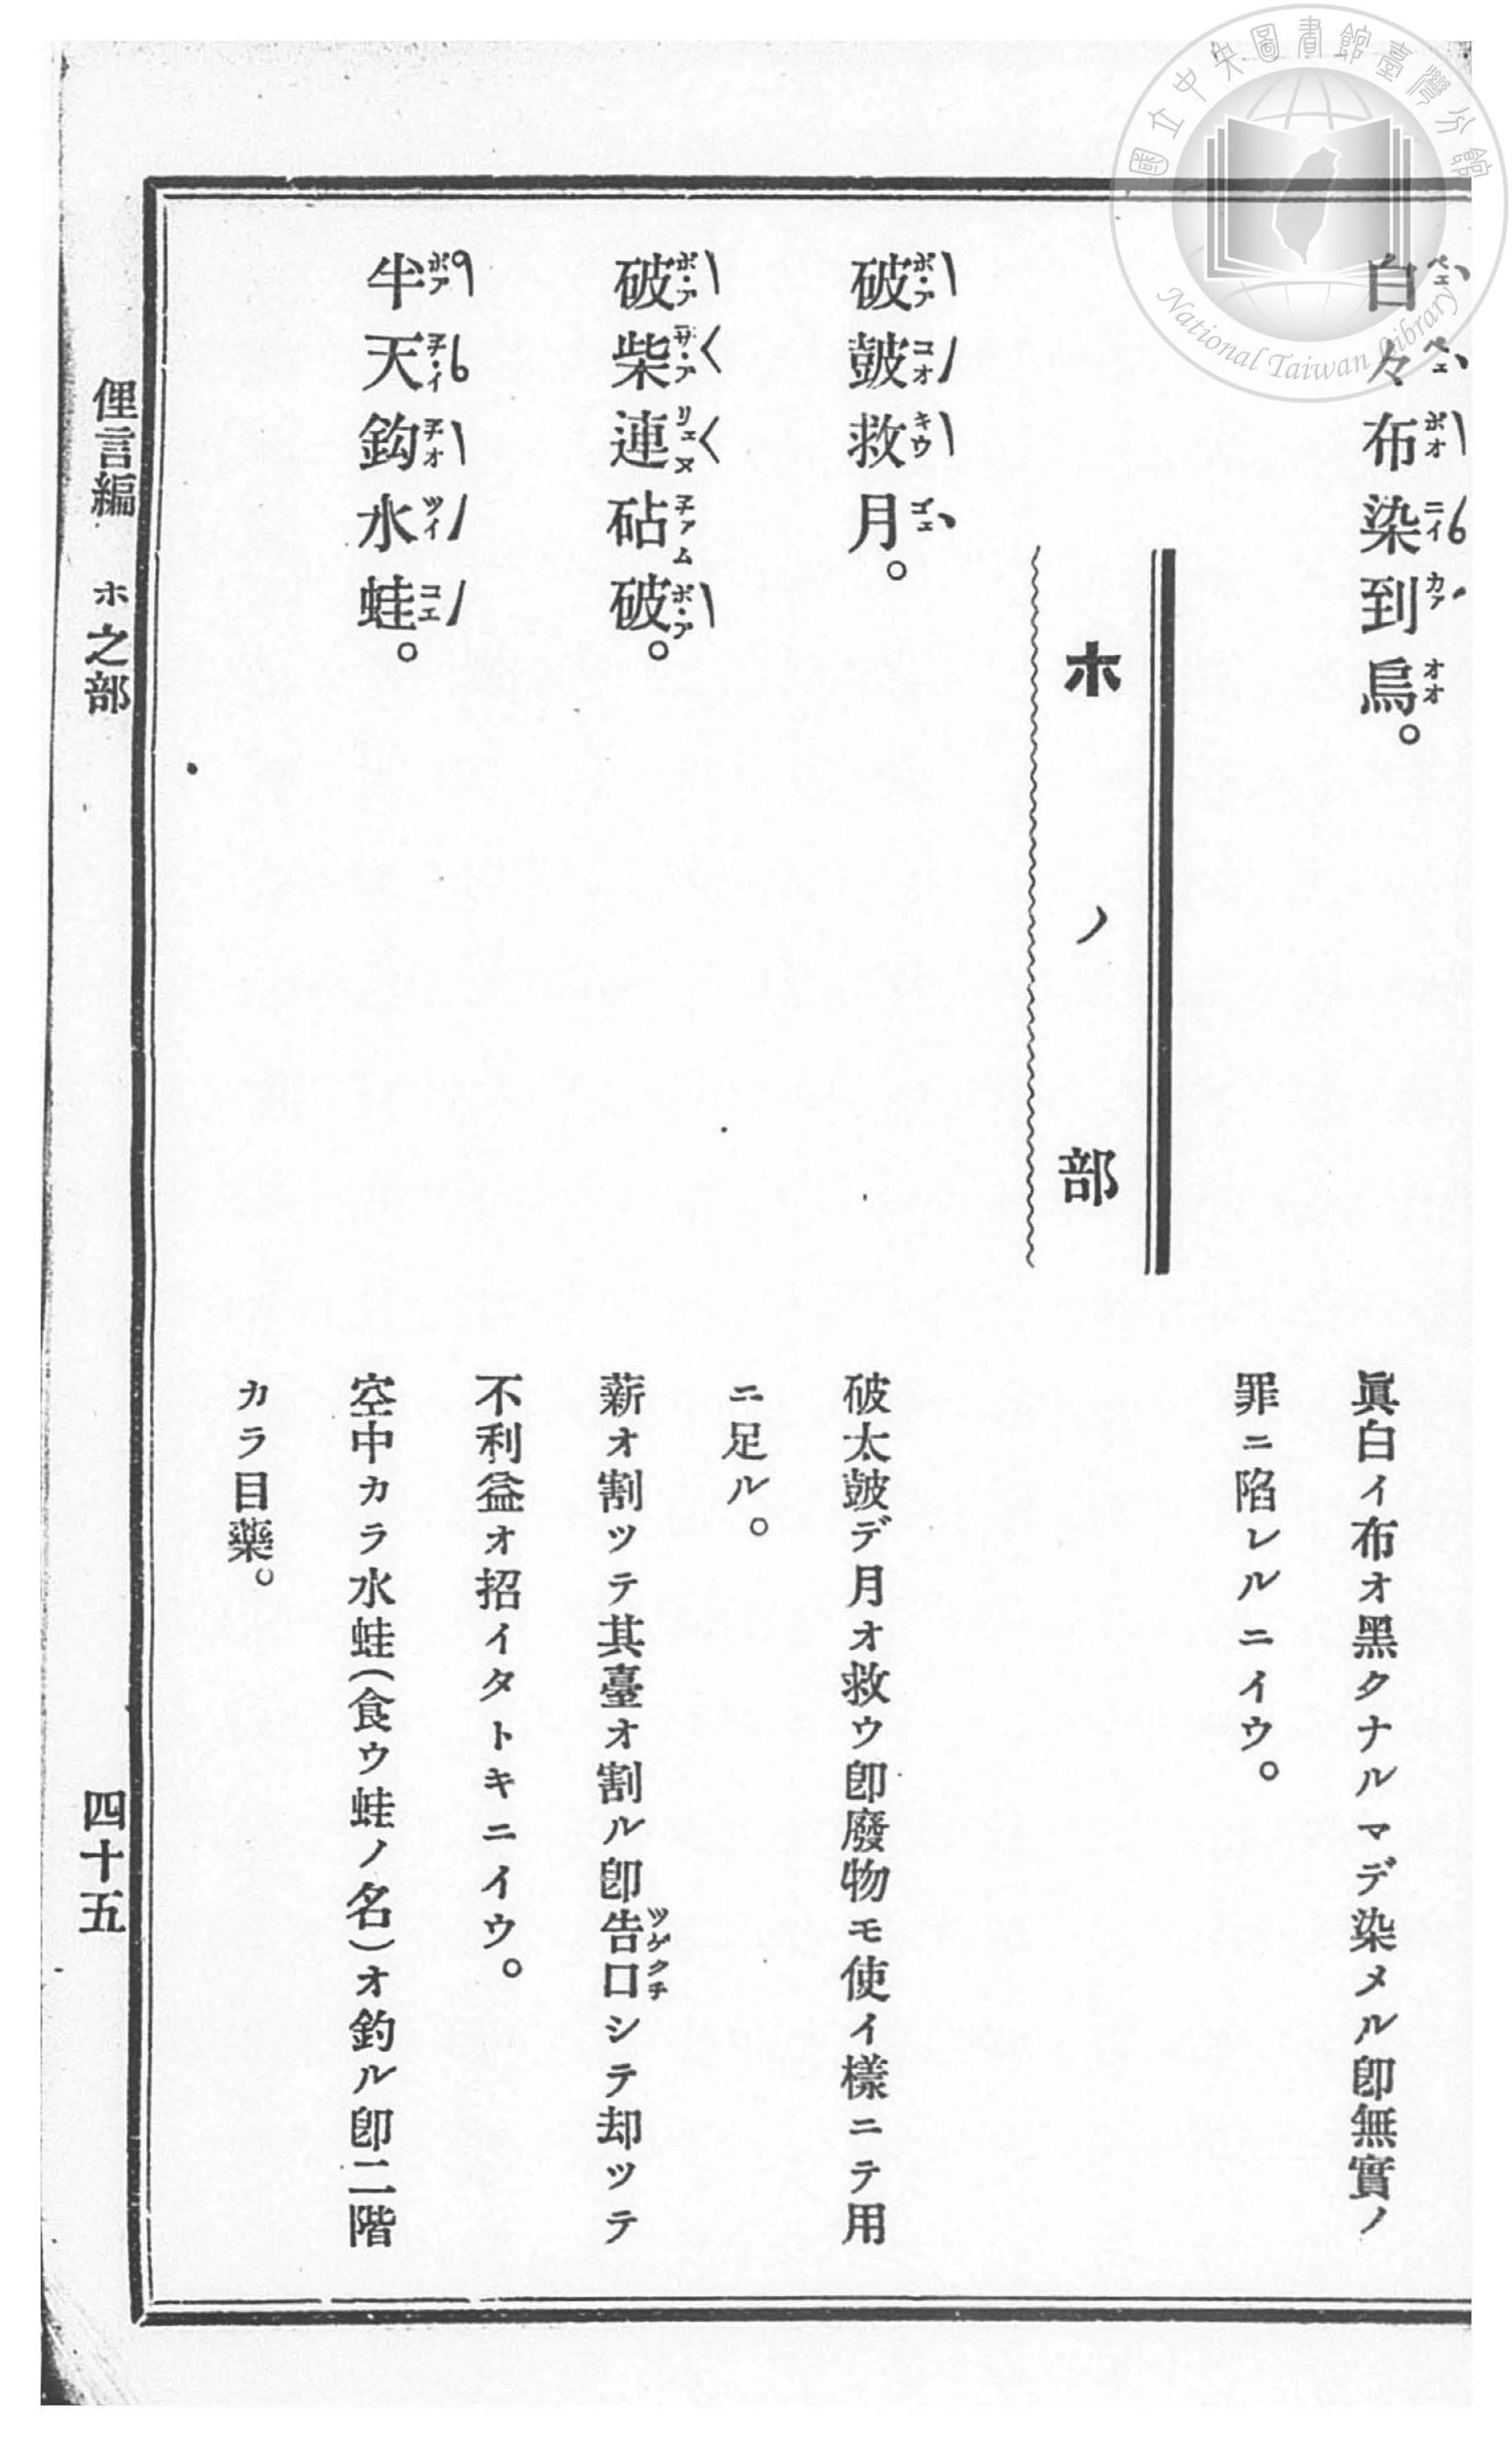 國立中央圖書館臺灣分館
National Taiwan Library
白々布染到烏。
眞白イ布オ黑クナルマデ染メル卽無實ノ
罪ニ陷レルニイウ。
ホノ部
破皷救月。
破太皷デ月オ救ウ卽廢物モ使イ樣ニテ用
ニ足ル。
破柴連砧破。
薪オ割ツテ其臺オ割ル卽告口シテ却ツテ
不利益オ招イタトキニイウ。
半天鈎水蛙。
空中カラ水蛙(食ウ蛙ノ名)オ釣ル卽二階
カラ目藥。
俚言編 ホ之部 四十五